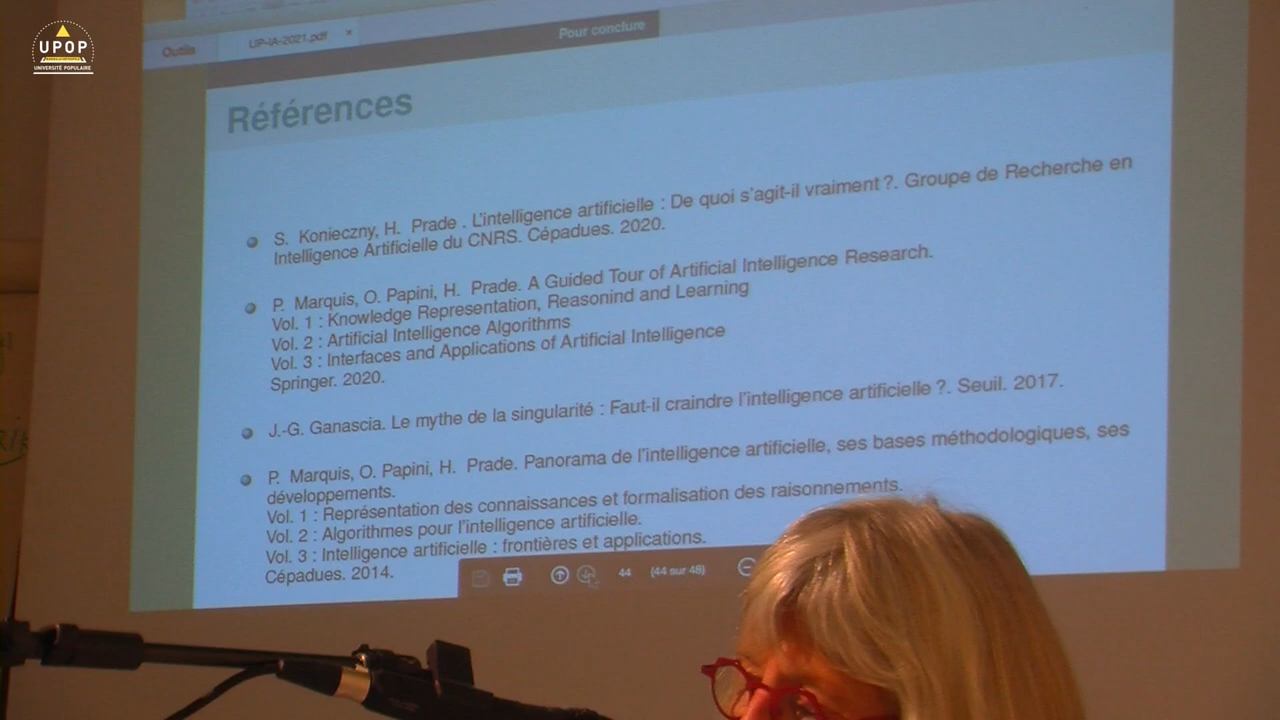 UPOP
UNIVERSITÉ POPULAIRE
Outils
UP-IA-2021.pdf ×
Pour conclure
Références
S. Konieczny, H. Prade . L'intelligence artificielle : De quoi s'agit-il vraiment ?. Groupe de Recherche en
Intelligence Artificielle du CNRS. Cépadues. 2020.
P. Marquis, O. Papini, H. Prade. A Guided Tour of Artificial Intelligence Research.
Vol. 1 : Knowledge Representation, Reasonind and Learning
Vol. 2 : Artificial Intelligence Algorithms
Vol. 3 : Interfaces and Applications of Artificial Intelligence
Springer. 2020.
J.-G. Ganascia. Le mythe de la singularité : Faut-il craindre l'intelligence artificielle ?. Seuil. 2017.
P. Marquis, O. Papini, H. Prade. Panorama de l'intelligence artificielle, ses bases méthodologiques, ses
développements.
Vol. 1 : Représentation des connaissances et formalisation des raisonnements.
Vol. 2 : Algorithmes pour l'intelligence artificielle.
Vol. 3 : Intelligence artificielle : frontières et applications.
Cépadues. 2014.
44 (44 sur 48)